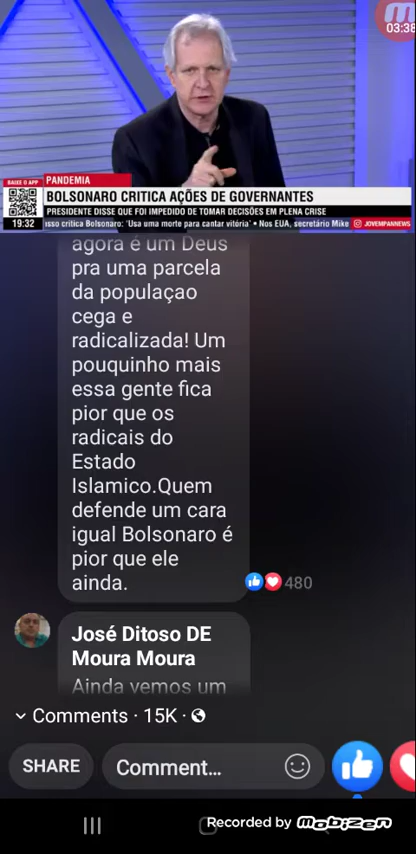 03:38
BAIXE O APP
PANDEMIA
BOLSONARO CRITICA AÇÕES DE GOVERNANTES
PRESIDENTE DISSE QUE FOI IMPEDIDO DE TOMAR DECISÕES EM PLENA CRISE
19:32
isso critica Bolsonaro: 'Usa uma morte para cantar vitória' • Nos EUA, secretário Mike
JOVEMPANNEWS
agora é um Deus
pra uma parcela
da populaçao
cega e
radicalizada! Um
pouquinho mais
essa gente fica
pior que os
radicais do
Estado
Islamico.Quem
defende um cara
igual Bolsonaro é
pior que ele
ainda.
480
José Ditoso DE
Moura Moura
Ainda vemos um
Comments · 15K ·
SHARE
Comment...
Recorded by mobizen